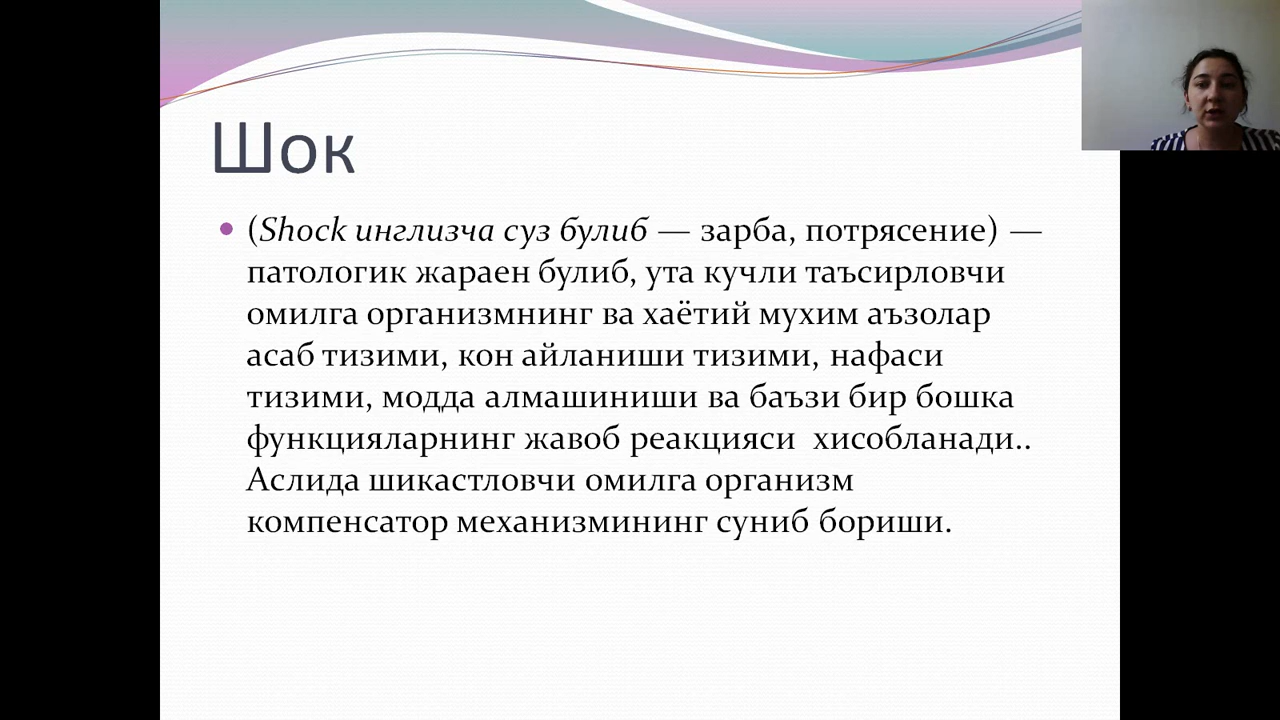 Шок
(Shock инглизча суз булиб — зарба, потрясение) —
патологик жараен булиб, ута кучли таъсирловчи
омилга организмнинг ва хаётий мухим аъзолар
асаб тизими, кон айланиши тизими, нафаси
тизими, модда алмашиниши ва баъзи бир бошка
функцияларнинг жавоб реакцияси  хисобланади..
Аслида шикастловчи омилга организм
компенсатор механизмининг суниб бориши.